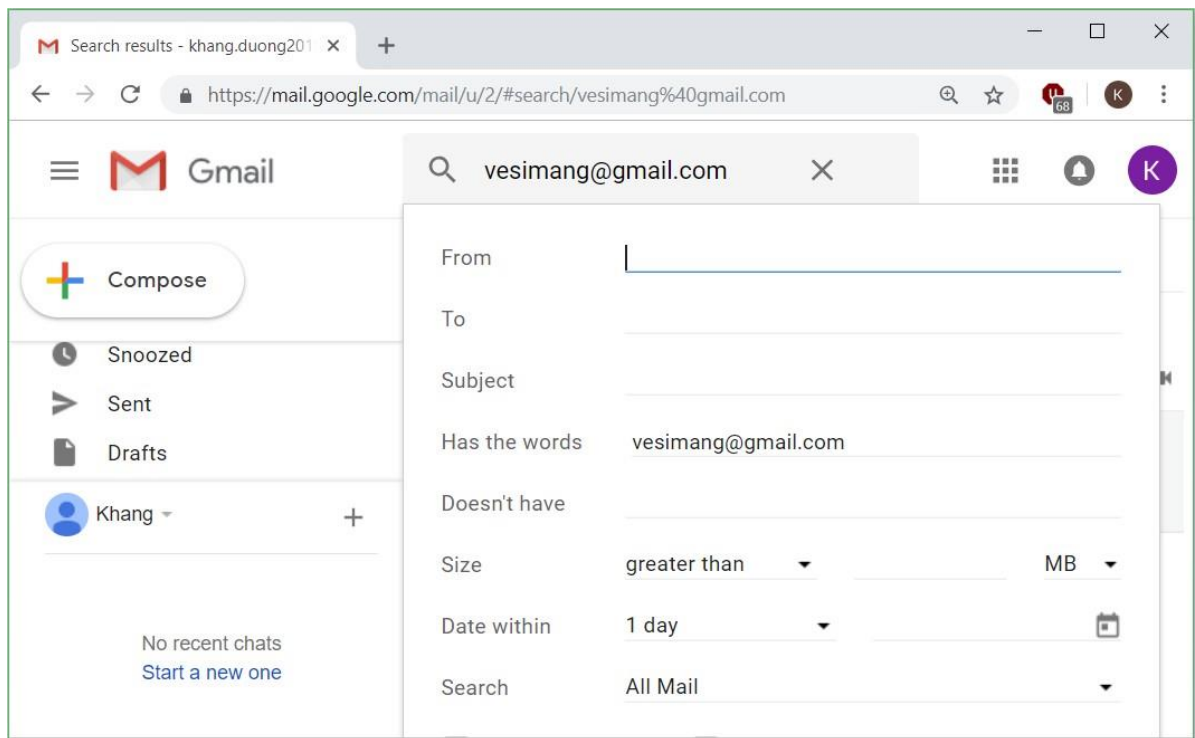 Search results - khang.duong201
https://mail.google.com/mail/u/2/#search/vesimang%40gmail.com
68
K
Gmail
vesimang@gmail.com
K
Compose
Snoozed
Sent
Drafts
Khang
No recent chats
Start a new one
From
To
Subject
Has the words vesimang@gmail.com
Doesn't have
Size greater than MB
Date within 1 day
Search All Mail